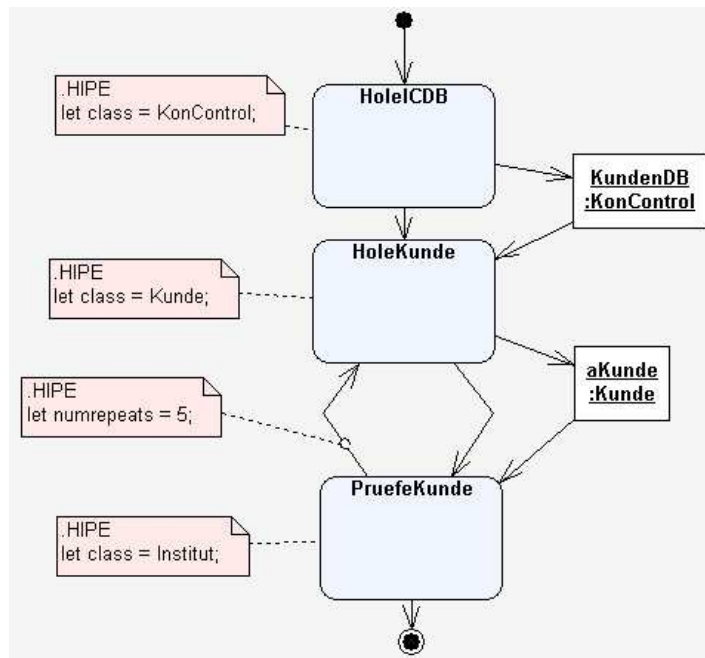 HoleICDB
.HIPE
let class = KonControl;
KundenDB
:KonControl
HoleKunde
.HIPE
let class = Kunde;
aKunde
:Kunde
.HIPE
let numrepeats = 5;
PruefeKunde
.HIPE
let class = Institut;